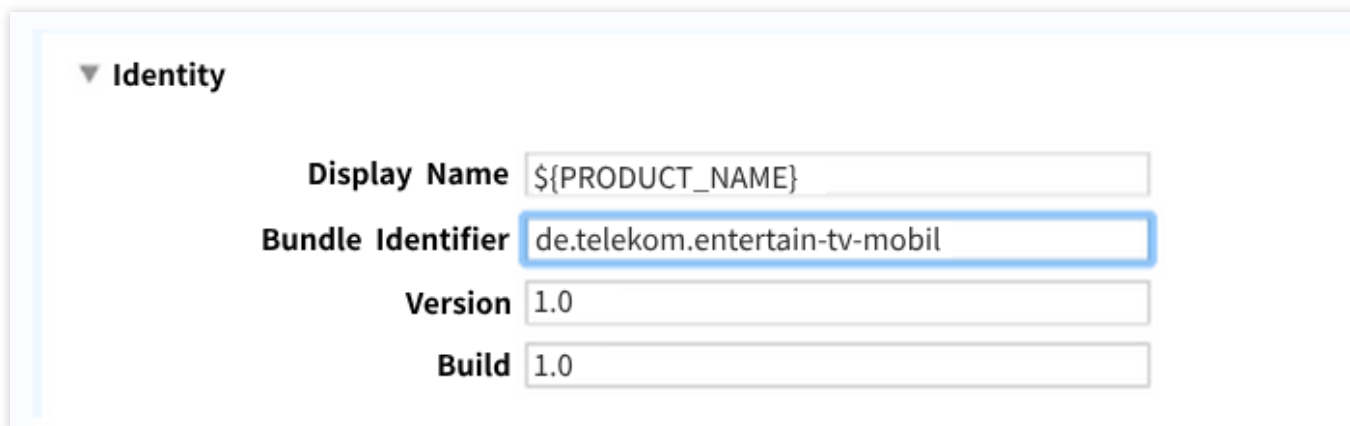 Identity
Display Name ${PRODUCT_NAME}
Bundle Identifier de.telekom.entertain-tv-mobil
Version 1.0
Build 1.0